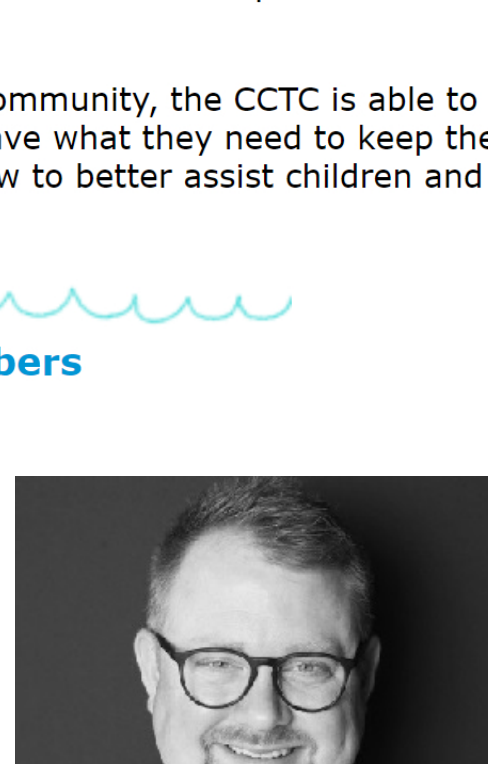 ommunity, the CCTC is able to
ave what they need to keep the
w to better assist children and
bers